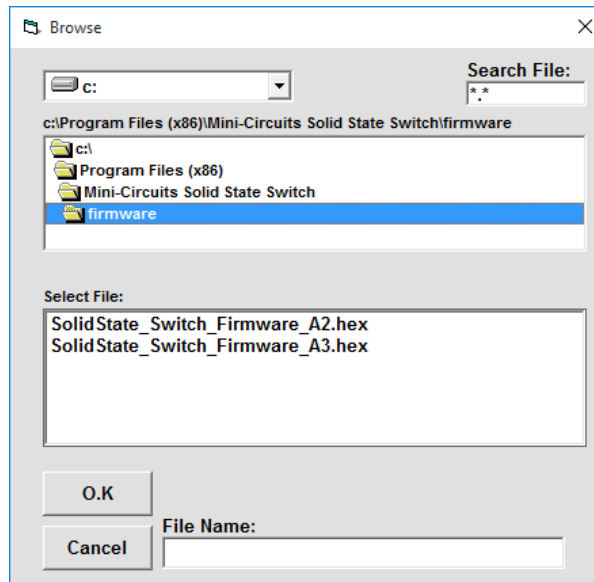 Browse
c:
Search File:
*.*
c:\Program Files (x86)\Mini-Circuits Solid State Switch\firmware
c:\
Program Files (x86)
Mini-Circuits Solid State Switch
firmware
Select File:
SolidState_Switch_Firmware_A2.hex
SolidState_Switch_Firmware_A3.hex
O.K
File Name:
Cancel